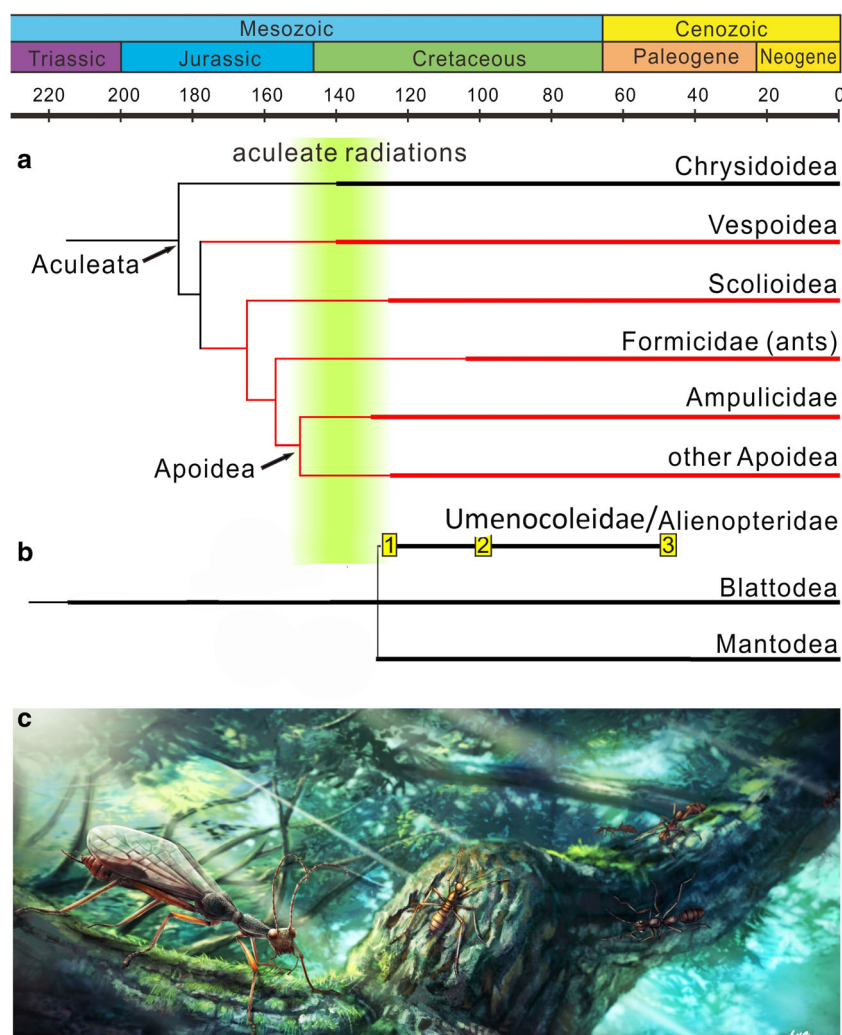 Mesozoic Cenozoic
Triassic Jurassic Cretaceous Paleogene Neogene
220 200 180 160 140 120 100 80 60 40 20 0
a
aculeate radiations
Chrysidoidea
Vespoidea
Aculeata
Scolioidea
Formicidae (ants)
Ampulicidae
Apoidea
other Apoidea
Umenocoleidae/Alienopteridae
b
1 2 3
Blattodea
Mantodea
c